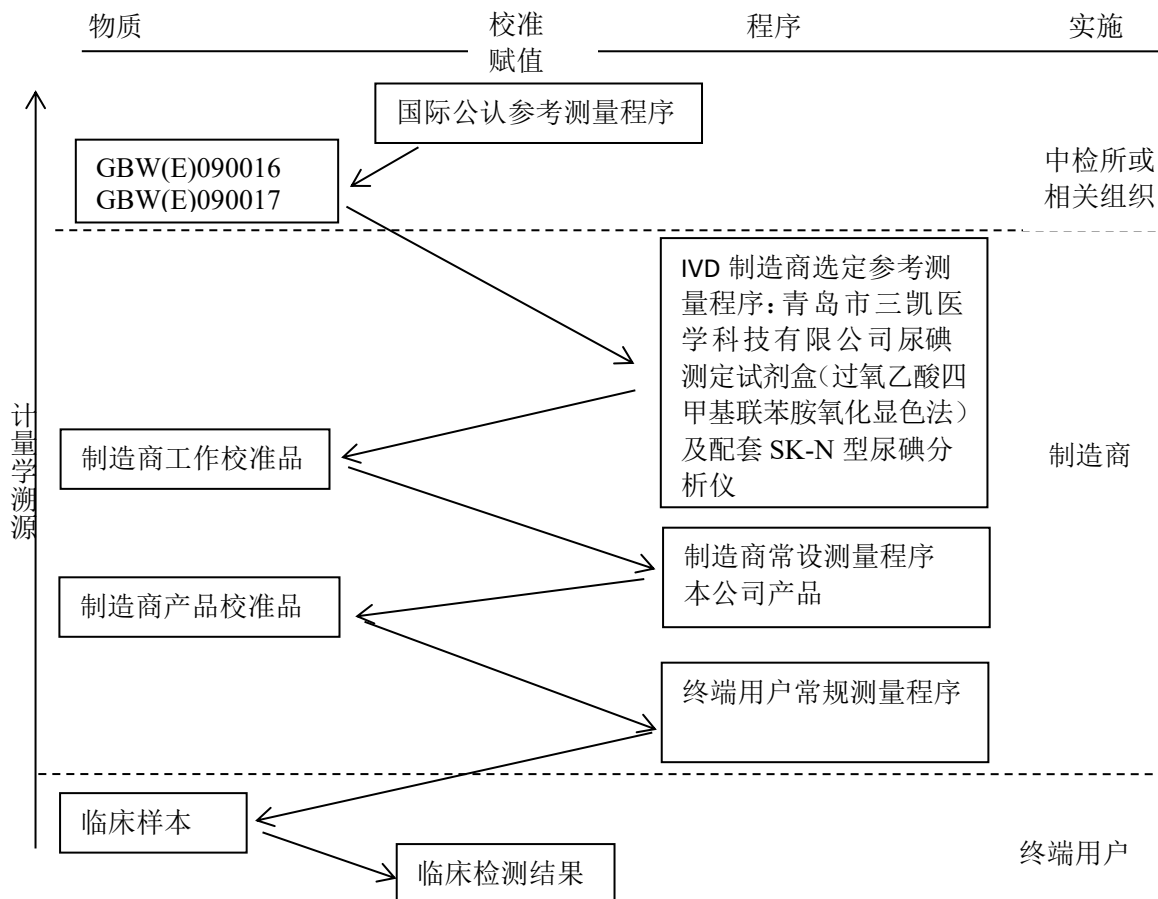 物质
校准
赋值
程序
实施
国际公认参考测量程序
GBW(E)090016
GBW(E)090017
中检所或
相关组织
IVD 制造商选定参考测
量程序：青岛市三凯医
学科技有限公司尿碘
测定试剂盒（过氧乙酸四
甲基联苯胺氧化显色法）
及配套 SK-N 型尿碘分
析仪
计量学溯源
制造商工作校准品
制造商
制造商常设测量程序
本公司产品
制造商产品校准品
终端用户常规测量程序
临床样本
临床检测结果
终端用户